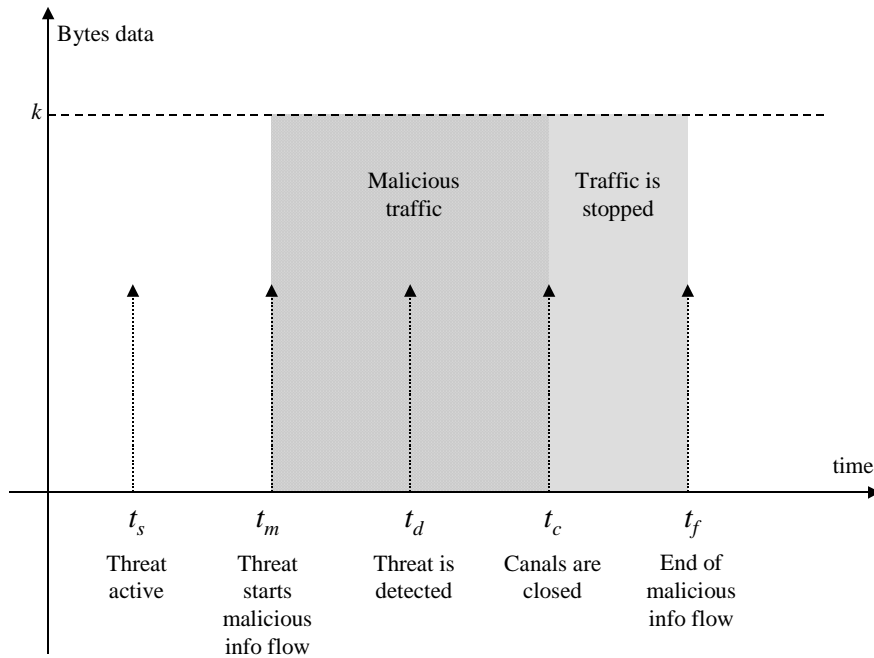 Bytes data
k
Malicious
traffic
Traffic is
stopped
time
t_s
t_m
t_d
t_c
t_f
Threat
active
Threat
starts
malicious
info flow
Threat is
detected
Canals are
closed
End of
malicious
info flow